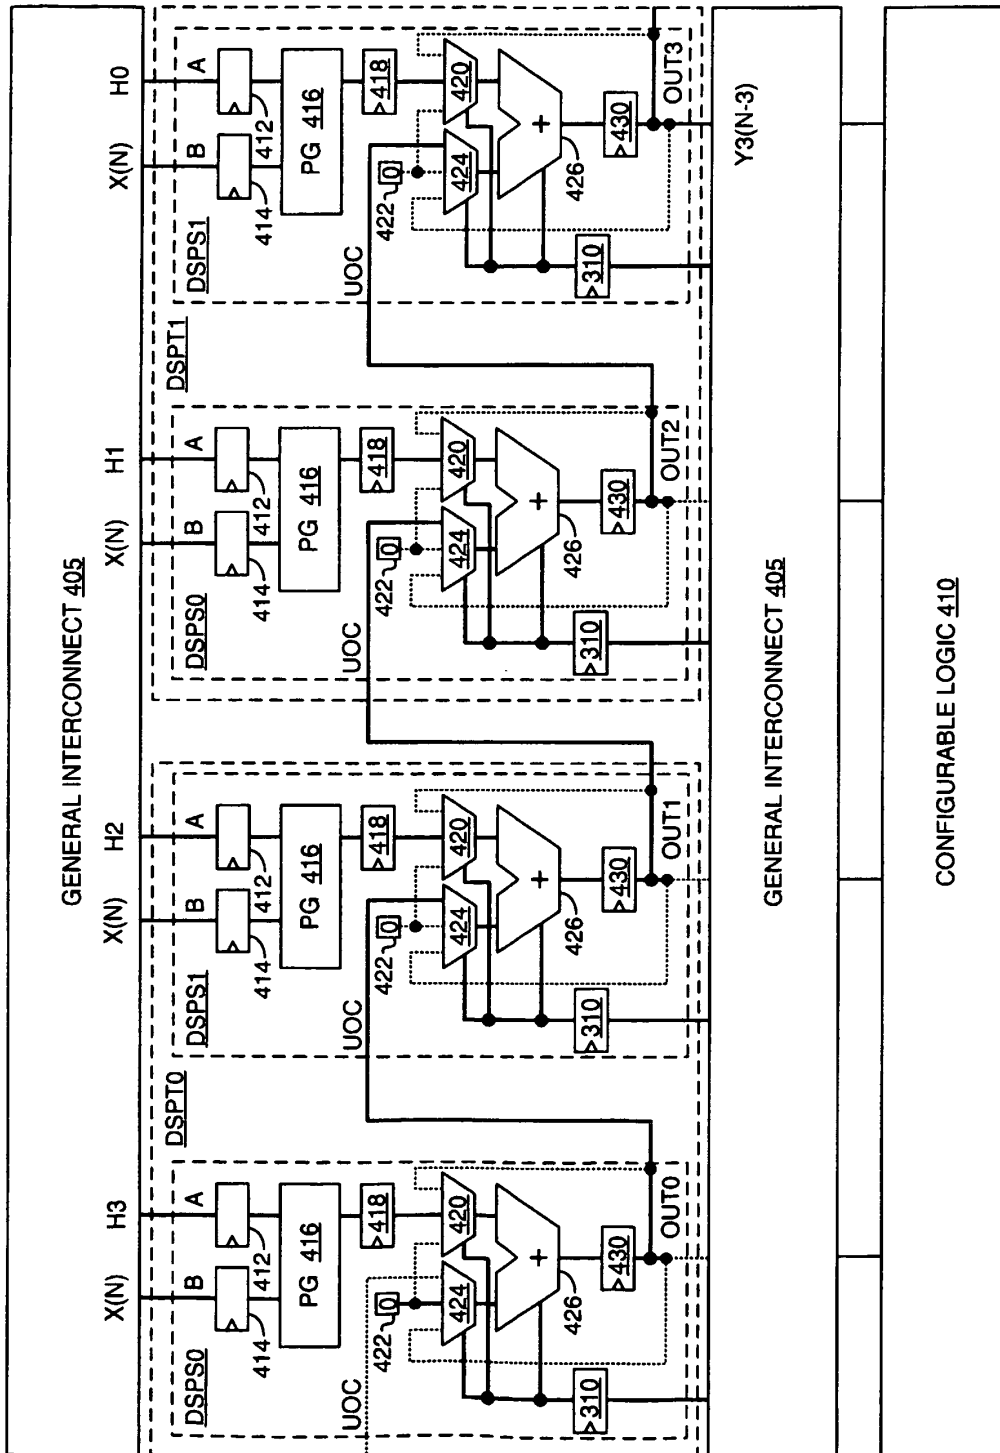 GENERAL INTERCONNECT 405
X(N) H3 X(N) H2 X(N) H1 X(N) H0
DSPT0 DSPT1
DSPS0 B A DSPS1 B A DSPS0 B A DSPS1 B A
414 412 414 412 414 412 414 412
PG 416 PG 416 PG 416 PG 416
418 418 418 418
UOC UOC UOC UOC
422 0 422 0 422 0 422 0
424 420 424 420 424 420 424 420
+ + + +
426 426 426 426
310 430 310 430 310 430 310 430
OUT0 OUT1 OUT2 OUT3
Y3(N-3)
GENERAL INTERCONNECT 405
CONFIGURABLE LOGIC 410